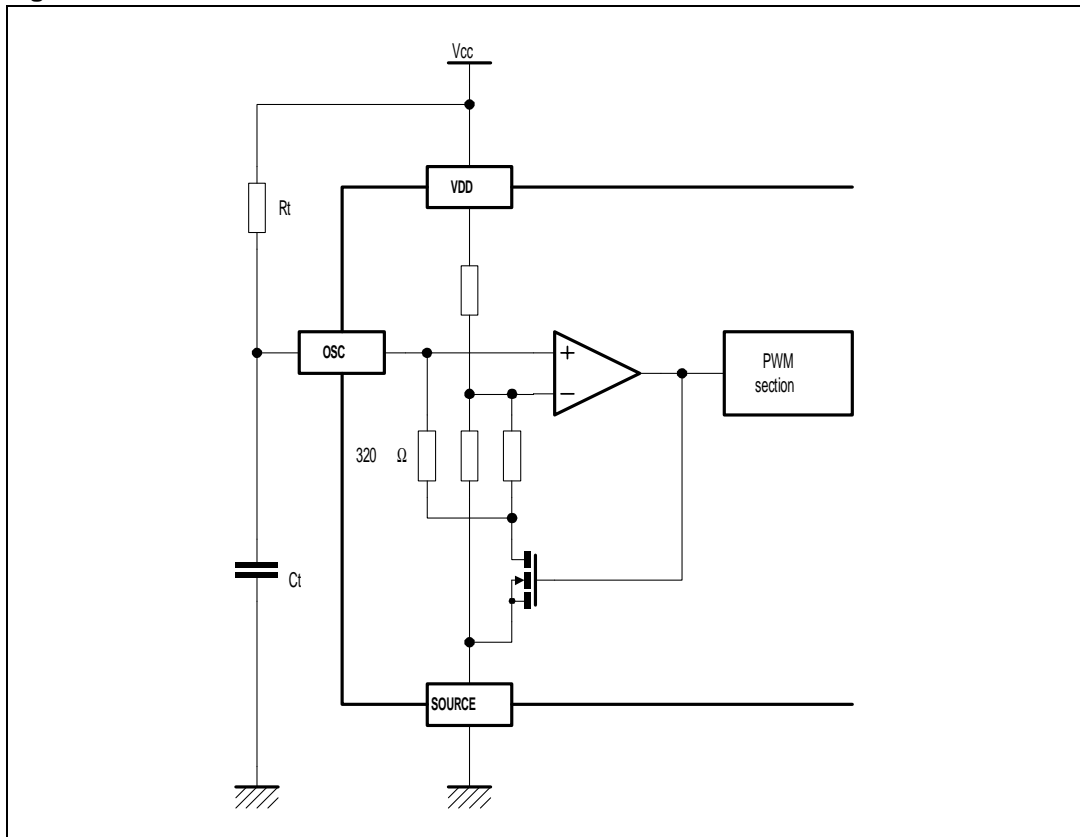 Vcc
VDD
Rt
OSC
+
−
PWM
section
320 Ω
Ct
SOURCE